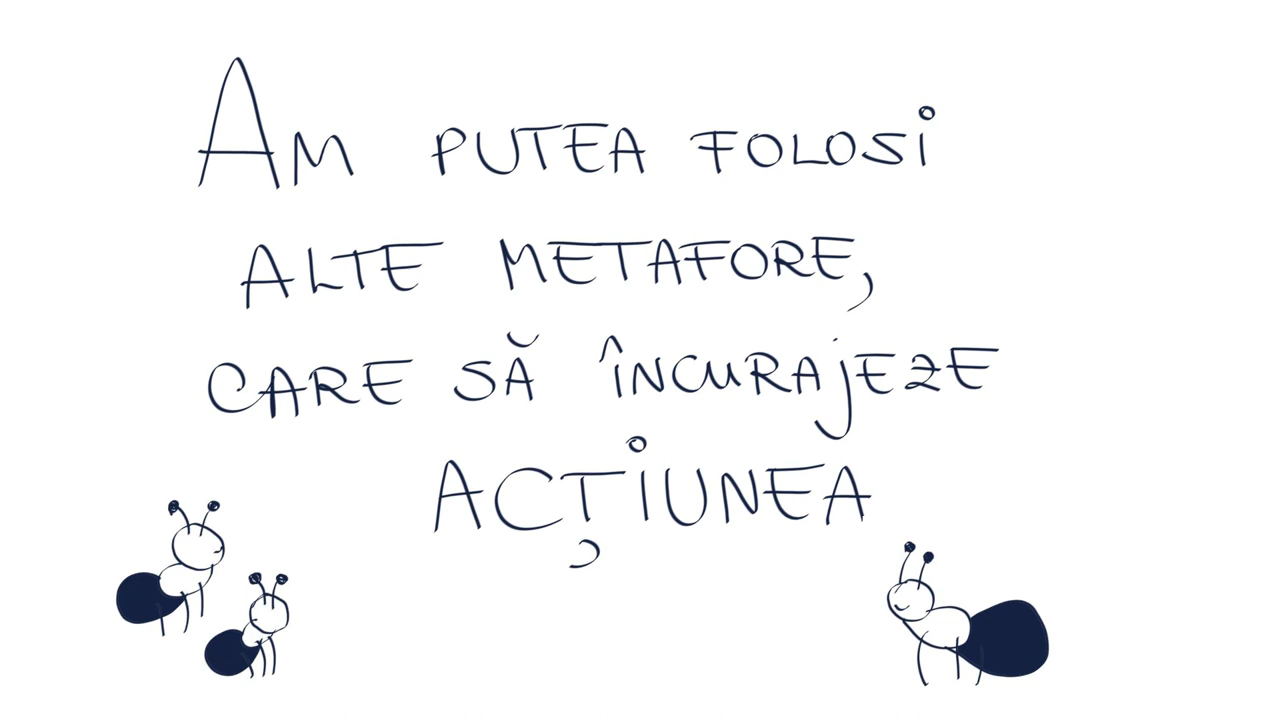 AM PUTEA FOLOSi
ALTE METAFORE,
CARE SĂ ÎNCURAjEZE
ACȚiUNEA